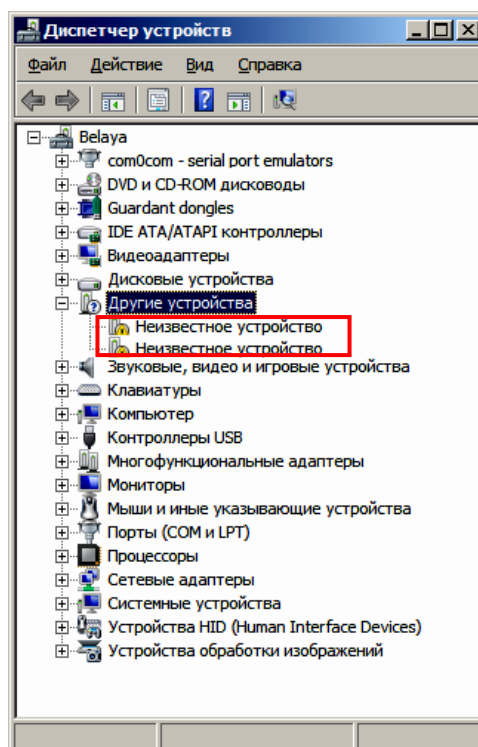 Диспетчер устройств
Файл Действие Вид Справка
Belaya
com0com - serial port emulators
DVD и CD-ROM дисководы
Guardant dongles
IDE ATA/ATAPI контроллеры
Видеоадаптеры
Дисковые устройства
Другие устройства
Неизвестное устройство
Неизвестное устройство
Звуковые, видео и игровые устройства
Клавиатуры
Компьютер
Контроллеры USB
Многофункциональные адаптеры
Мониторы
Мыши и иные указывающие устройства
Порты (COM и LPT)
Процессоры
Сетевые адаптеры
Системные устройства
Устройства HID (Human Interface Devices)
Устройства обработки изображений